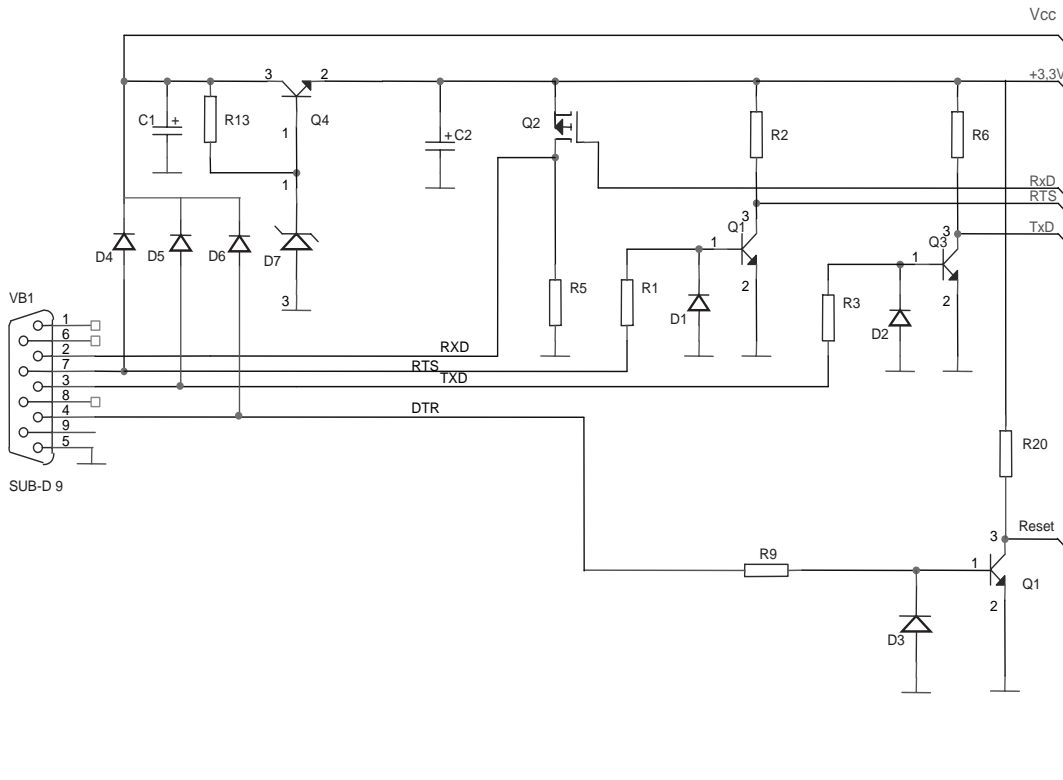 Vcc
+3,3V
3
2
C1
+
R13
1
Q4
+
C2
Q2
R2
R6
RxD
RTS
TxD
1
D4
D5
D6
D7
3
3
Q1
1
2
3
Q3
1
2
R5
R1
D1
R3
D2
VB1
1
6
2
7
3
8
4
9
5
RXD
RTS
TXD
DTR
SUB-D 9
R20
Reset
3
R9
1
Q1
2
D3